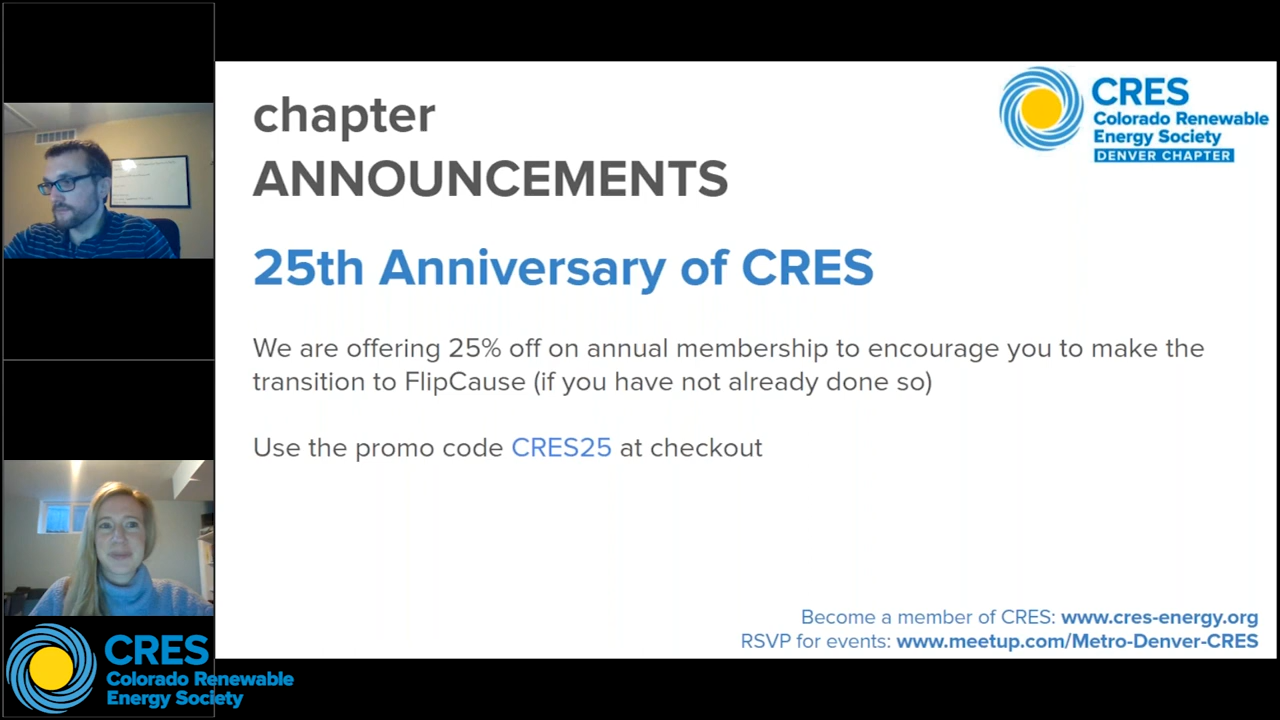 chapter
ANNOUNCEMENTS
CRES
Colorado Renewable
Energy Society
DENVER CHAPTER
25th Anniversary of CRES
We are offering 25% off on annual membership to encourage you to make the
transition to FlipCause (if you have not already done so)
Use the promo code CRES25 at checkout
Become a member of CRES: www.cres-energy.org
RSVP for events: www.meetup.com/Metro-Denver-CRES
CRES
Colorado Renewable
Energy Society